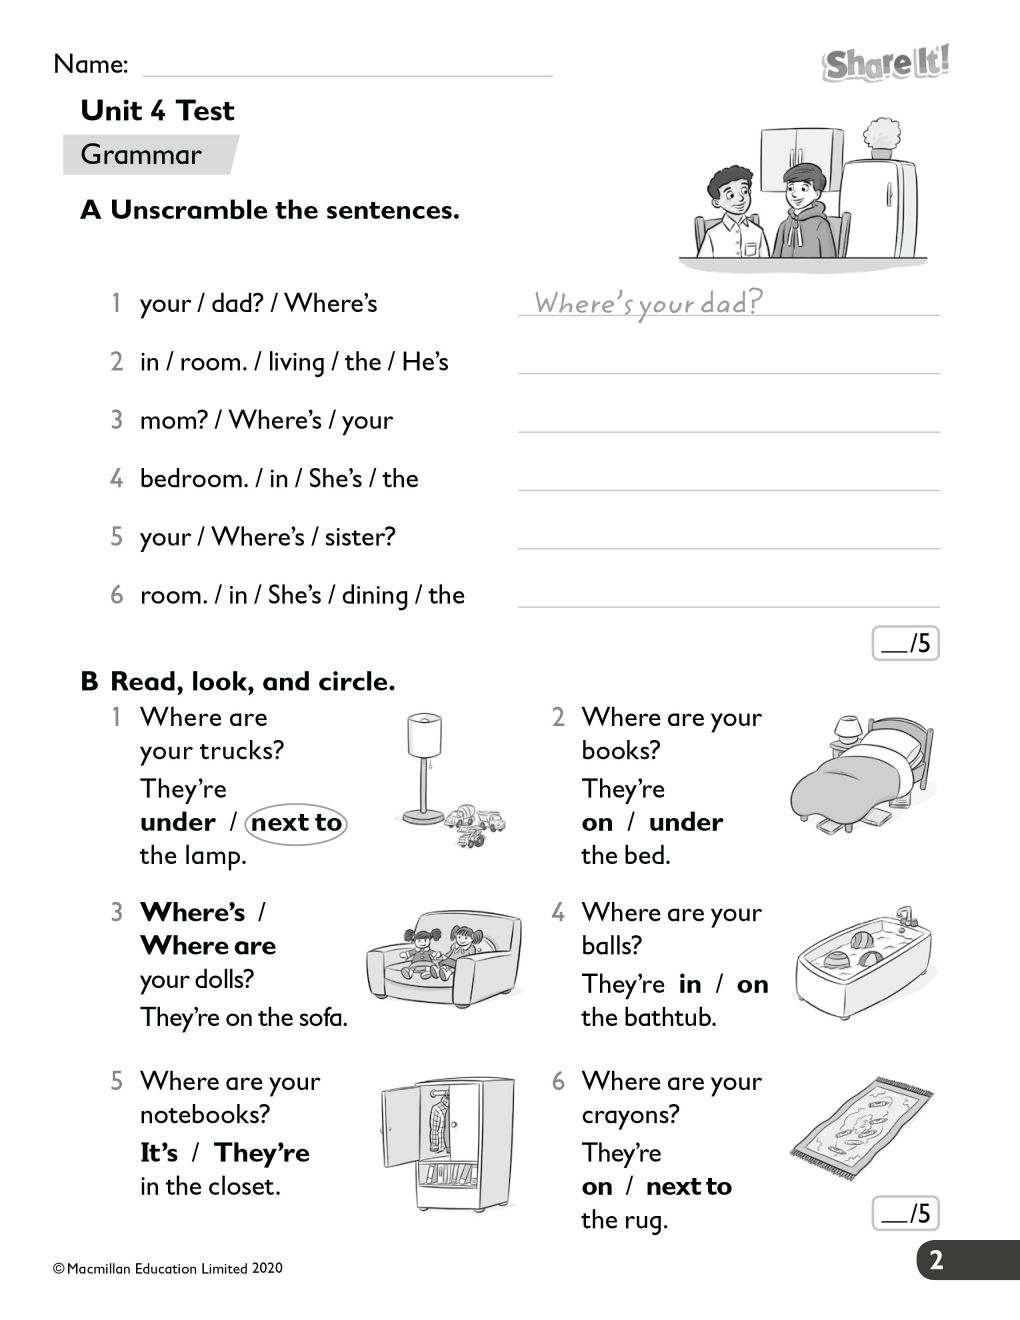 Name:
Share It!
Unit 4 Test
Grammar
A Unscramble the sentences.
1 your / dad? / Where's Where's your dad?
2 in / room. / living / the / He's
3 mom? / Where's / your
4 bedroom. / in / She's / the
5 your / Where's / sister?
6 room. / in / She's / dining / the
/5
B Read, look, and circle.
1 Where are
your trucks?
They're
under / next to
the lamp.
2 Where are your
books?
They're
on / under
the bed.
3 Where's /
Where are
your dolls?
They're on the sofa.
4 Where are your
balls?
They're in / on
the bathtub.
5 Where are your
notebooks?
It's / They're
in the closet.
6 Where are your
crayons?
They're
on / next to
the rug.
/5
© Macmillan Education Limited 2020
2